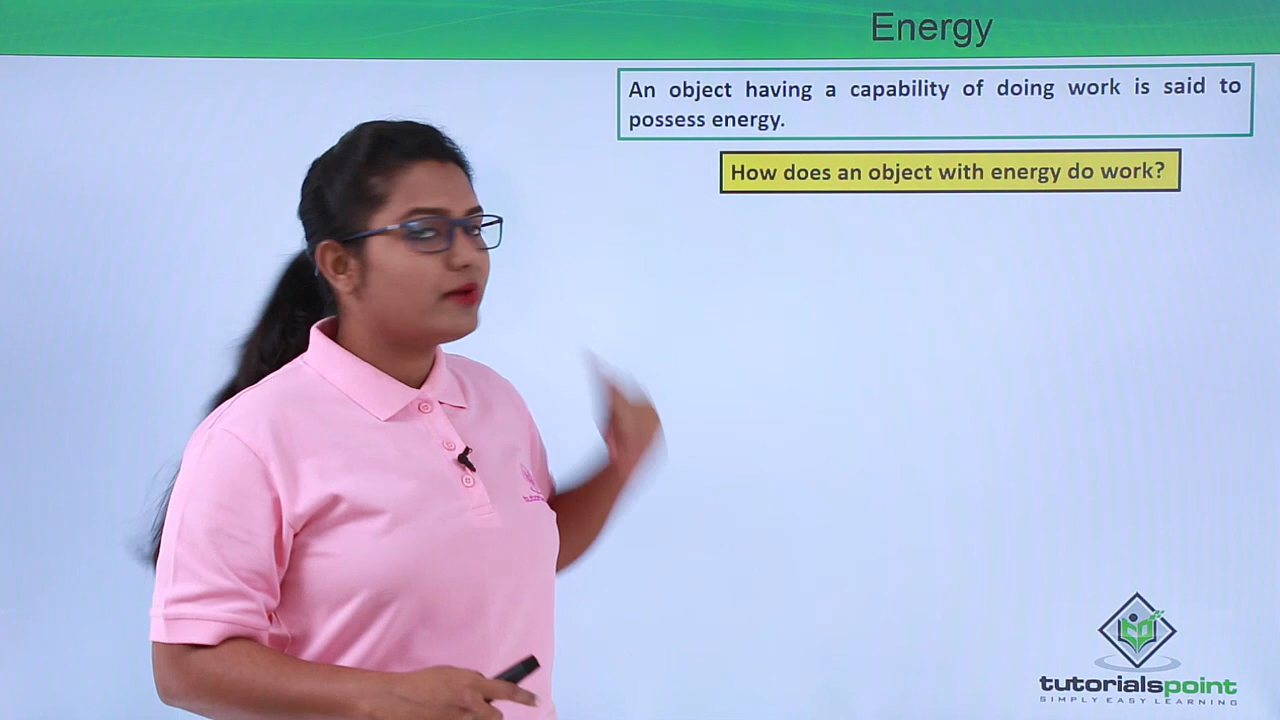 Energy
An object having a capability of doing work is said to
possess energy.
How does an object with energy do work?
tutorialspoint
SIMPLY EASY LEARNING